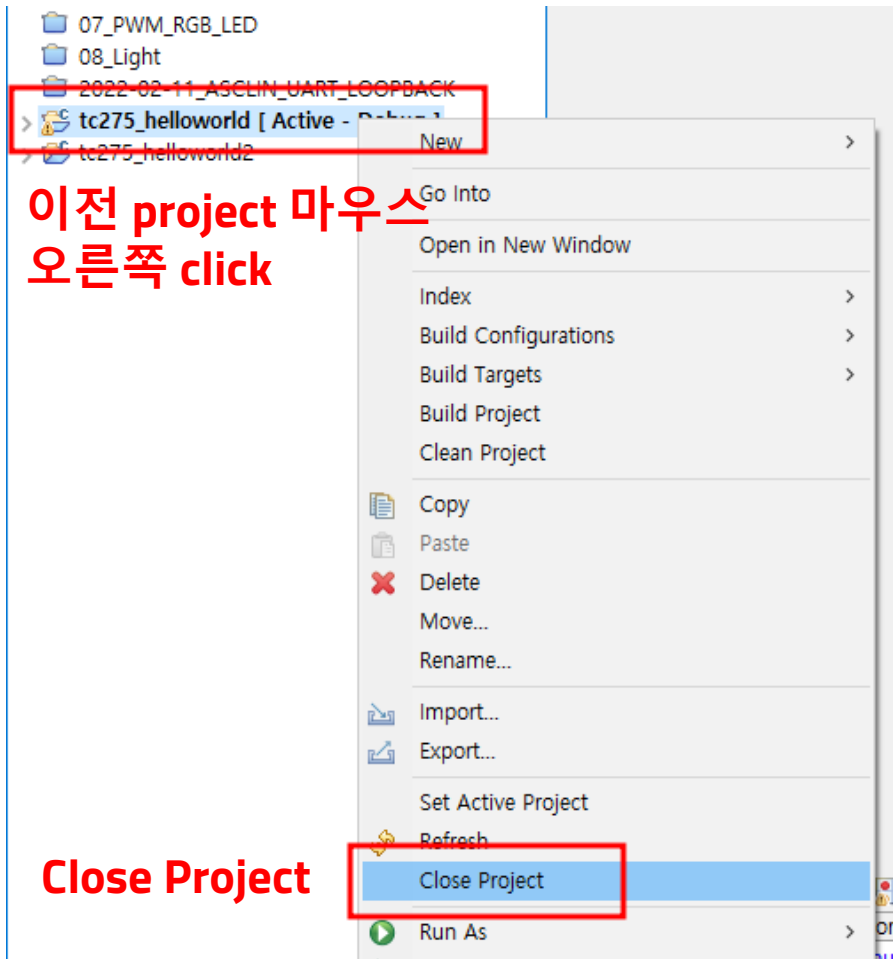 07_PWM_RGB_LED
08_Light
2022-02-11_ASCLIN_UART_LOOPBACK
tc275_helloworld [ Active - Debug ]
tc275_helloworld2
이전 project 마우스
오른쪽 click
New
Go Into
Open in New Window
Index
Build Configurations
Build Targets
Build Project
Clean Project
Copy
Paste
Delete
Move...
Rename...
Import...
Export...
Set Active Project
Refresh
Close Project
Close Project
Run As